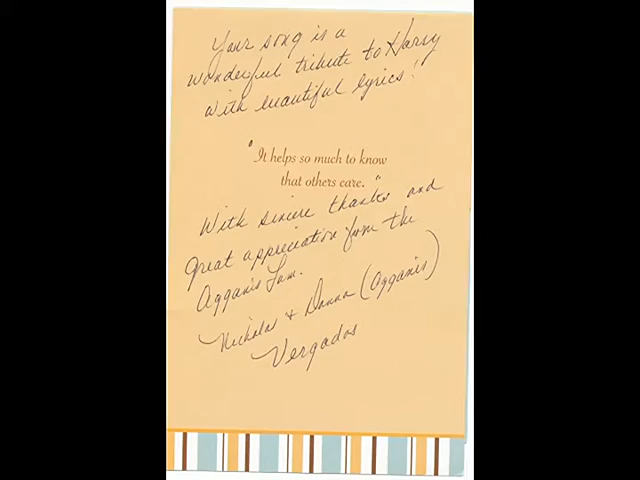 Your song is a
wonderful tribute to Harry
with beautiful lyrics!
"It helps so much to know
that others care."
With sincere thanks and
great appreciation from the
Agganis Fam.
Nicholas & Donna (Agganis)
Vergados